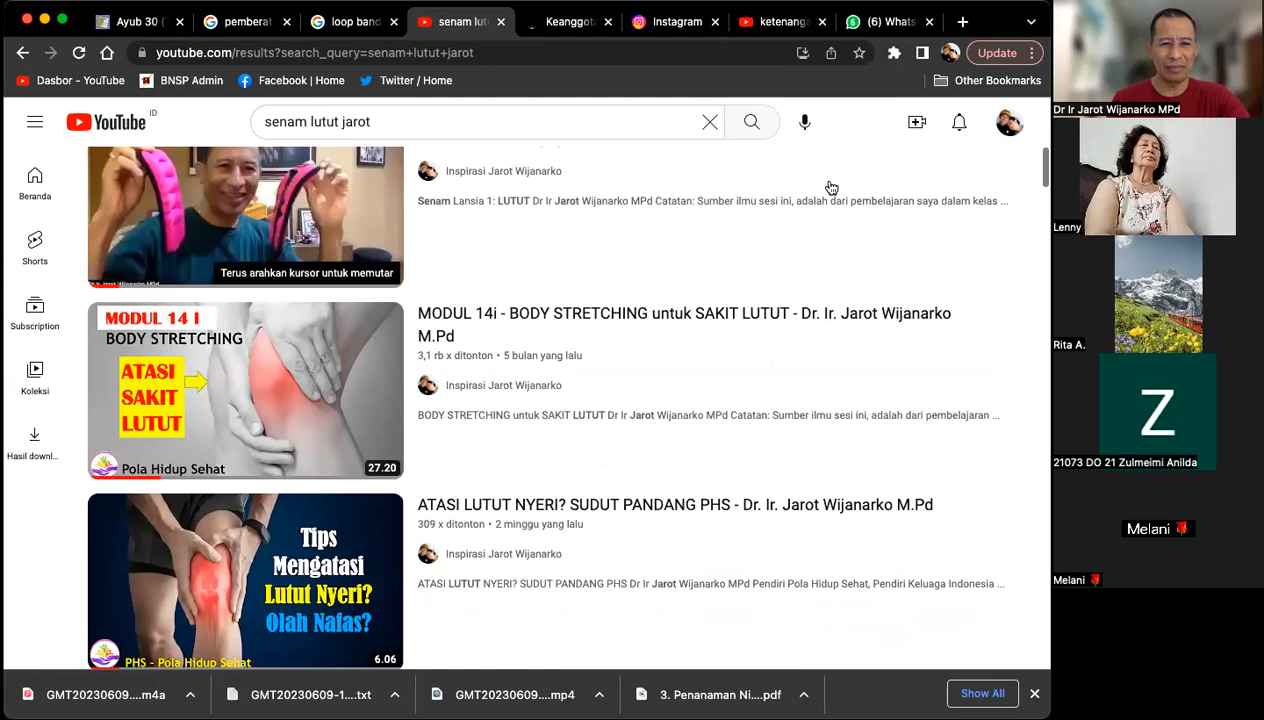 Ayub 30 (
pemberat
loop band
senam lut
Keanggot
Instagram
ketenanga
(6) Whats
youtube.com/results?search_query=senam+lutut+jarot
Update
Dasbor - YouTube
BNSP Admin
Facebook | Home
Twitter / Home
Other Bookmarks
YouTube ID
senam lutut jarot
Beranda
Shorts
Subscription
Koleksi
Hasil downl...
Inspirasi Jarot Wijanarko
Senam Lansia 1: LUTUT Dr Ir Jarot Wijanarko MPd Catatan: Sumber ilmu sesi ini, adalah dari pembelajaran saya dalam kelas ...
Terus arahkan kursor untuk memutar
MODUL 14 I
BODY STRETCHING
ATASI
SAKIT
LUTUT
Pola Hidup Sehat
27.20
MODUL 14i - BODY STRETCHING untuk SAKIT LUTUT - Dr. Ir. Jarot Wijanarko
M.Pd
3,1 rb x ditonton • 5 bulan yang lalu
Inspirasi Jarot Wijanarko
BODY STRETCHING untuk SAKIT LUTUT Dr Ir Jarot Wijanarko MPd Catatan: Sumber ilmu sesi ini, adalah dari pembelajaran ...
Tips
Mengatasi
Lutut Nyeri?
Olah Nafas?
PHS - Pola Hidup Sehat
6.06
ATASI LUTUT NYERI? SUDUT PANDANG PHS - Dr. Ir. Jarot Wijanarko M.Pd
309 x ditonton • 2 minggu yang lalu
Inspirasi Jarot Wijanarko
ATASI LUTUT NYERI? SUDUT PANDANG PHS Dr Ir Jarot Wijanarko MPd Pendiri Pola Hidup Sehat, Pendiri Keluaga Indonesia ...
GMT20230609....m4a
GMT20230609-1....txt
GMT20230609....mp4
3. Penanaman Ni....pdf
Show All
Dr Ir Jarot Wijanarko MPd
Lenny
Rita A.
Z
21073 DO 21 Zulmeimi Anilda
Melani
Melani